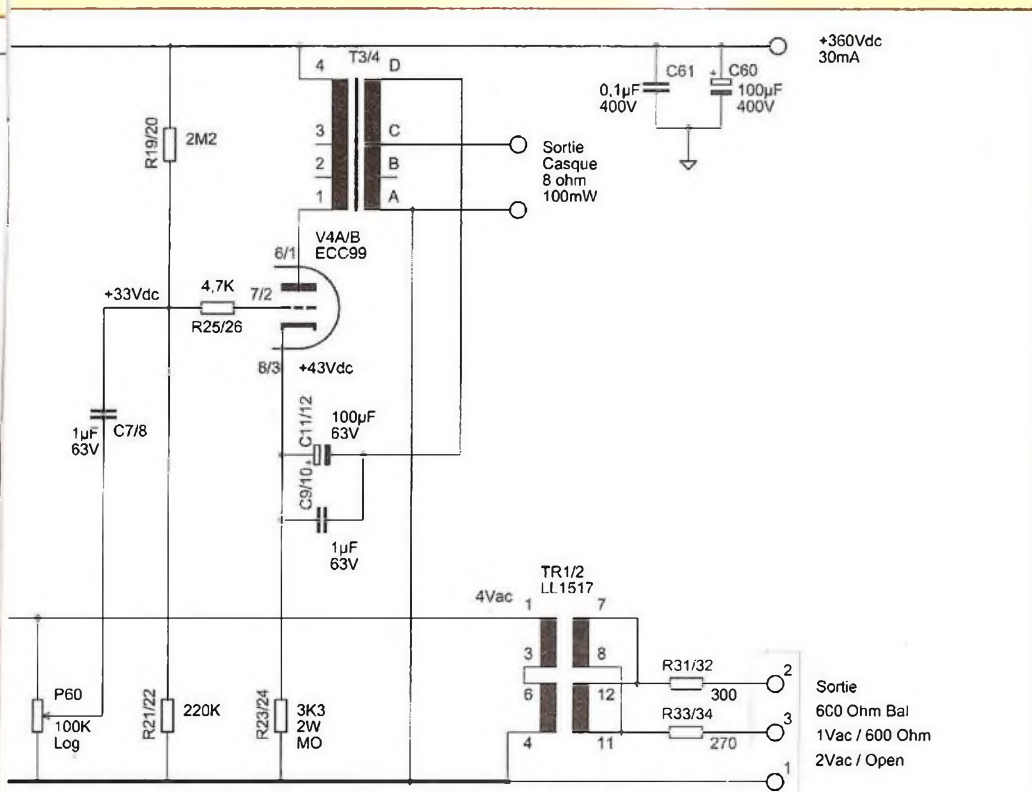 +360Vdc
30mA
T3/4
4
D
C61
0,1µF
400V
C60
+
100µF
400V
R19/20
2M2
3
C
2
B
1
A
Sortie
Casque
8 ohm
100mW
V4A/B
ECC99
6/1
+33Vdc
4,7K
7/2
R25/26
8/3
+43Vdc
C7/8
1µF
63V
C11/12
100µF
63V
C9/10
+
1µF
63V
TR1/2
LL1517
4Vac
1
7
3
8
6
12
4
11
R31/32
300
2
R33/34
270
3
1
Sortie
600 Ohm Bal
1Vac / 600 Ohm
2Vac / Open
P60
100K
Log
R21/22
220K
R23/24
3K3
2W
MO